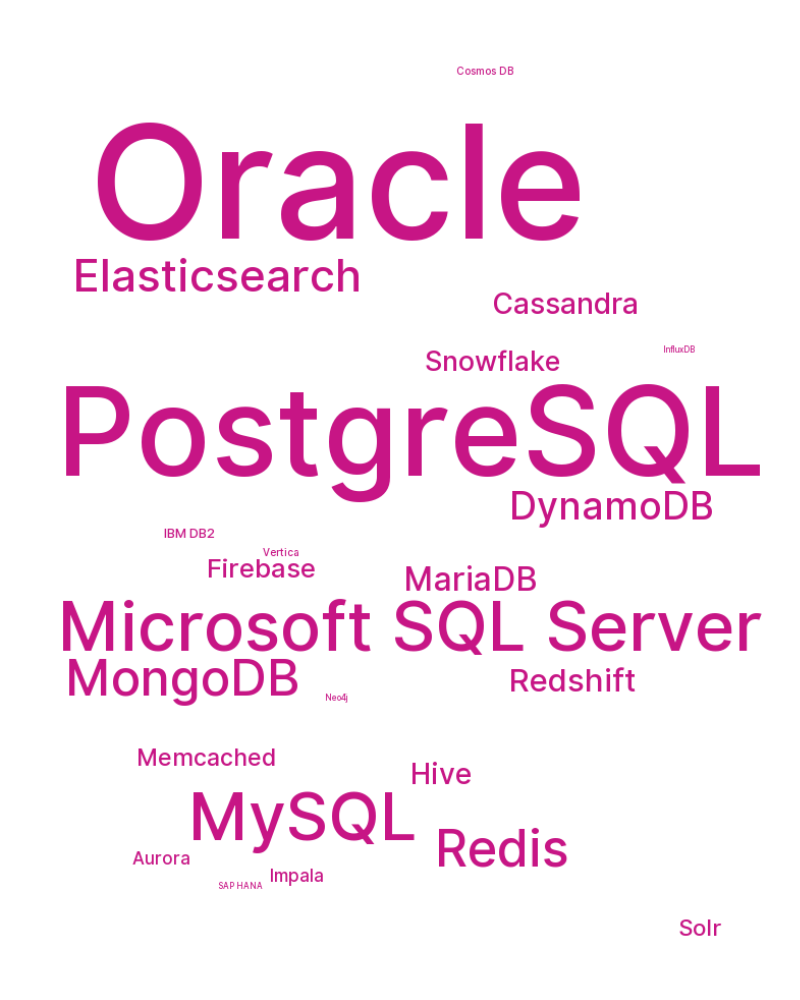 Cosmos DB
Oracle
Elasticsearch
Cassandra
InfluxDB
Snowflake
PostgreSQL
DynamoDB
IBM DB2
Vertica
Firebase
MariaDB
Microsoft SQL Server
MongoDB
Redshift
Neo4j
Memcached
Hive
MySQL
Redis
Aurora
Impala
SAP HANA
Solr